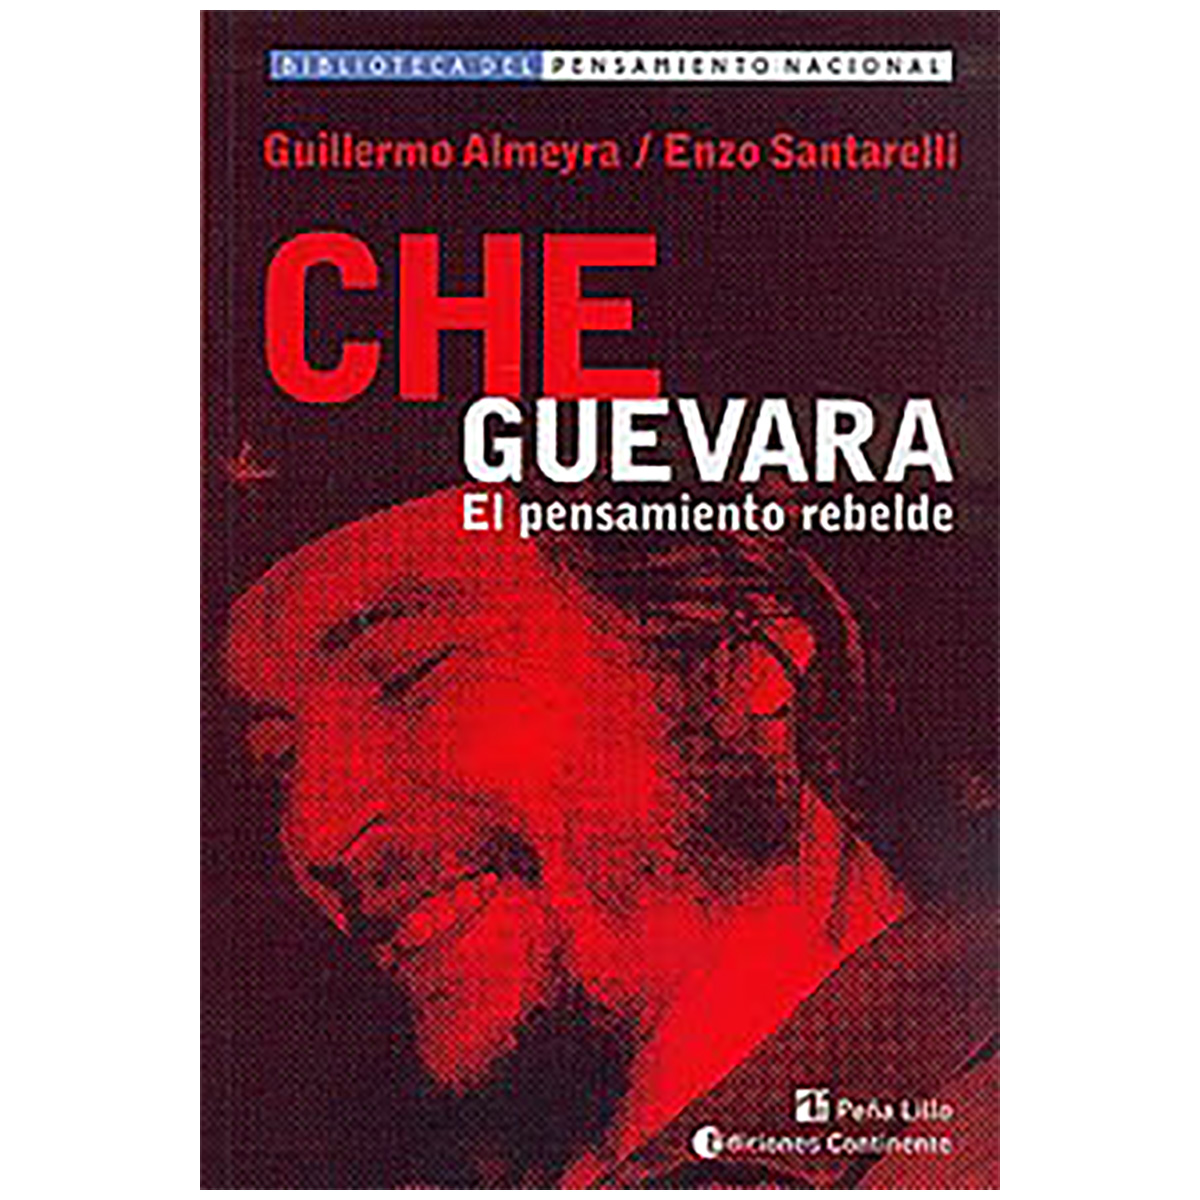 BIBLIOTECA DEL PENSAMIENTO NACIONAL
Guillermo Almeyra / Enzo Santarelli
CHE
GUEVARA
El pensamiento rebelde
Peña Lillo
Ediciones Continente